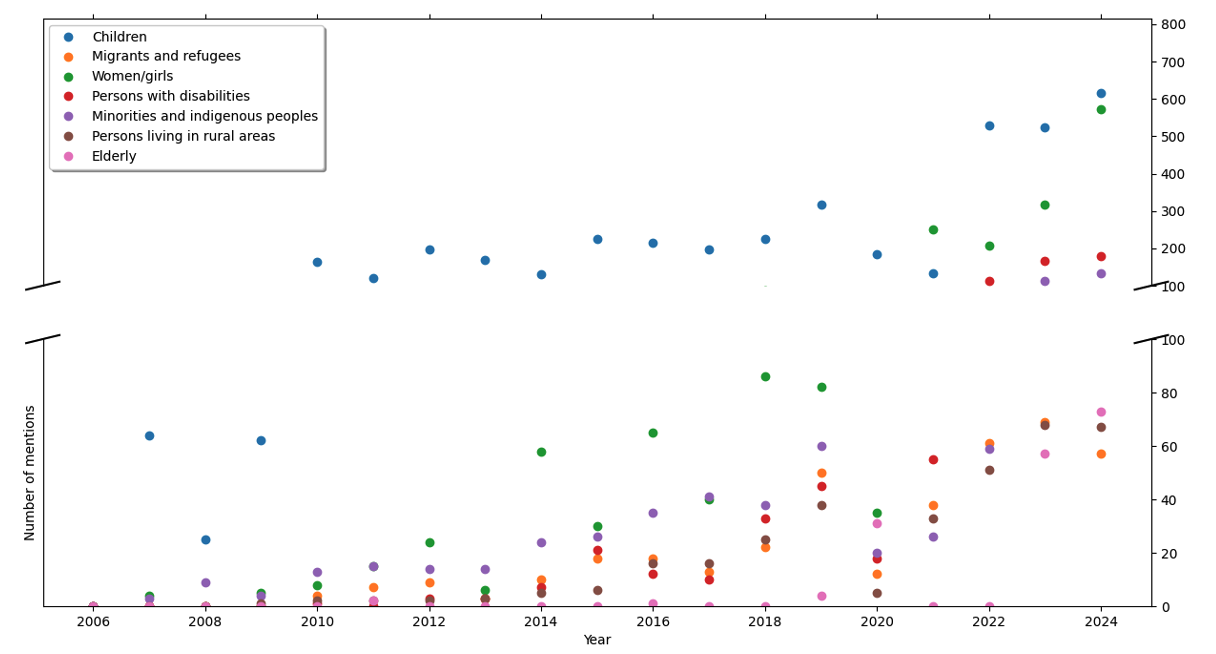 Children
Migrants and refugees
Women/girls
Persons with disabilities
Minorities and indigenous peoples
Persons living in rural areas
Elderly
800
700
600
500
400
300
200
100
100
80
60
40
20
0
Number of mentions
2006 2008 2010 2012 2014 2016 2018 2020 2022 2024
Year